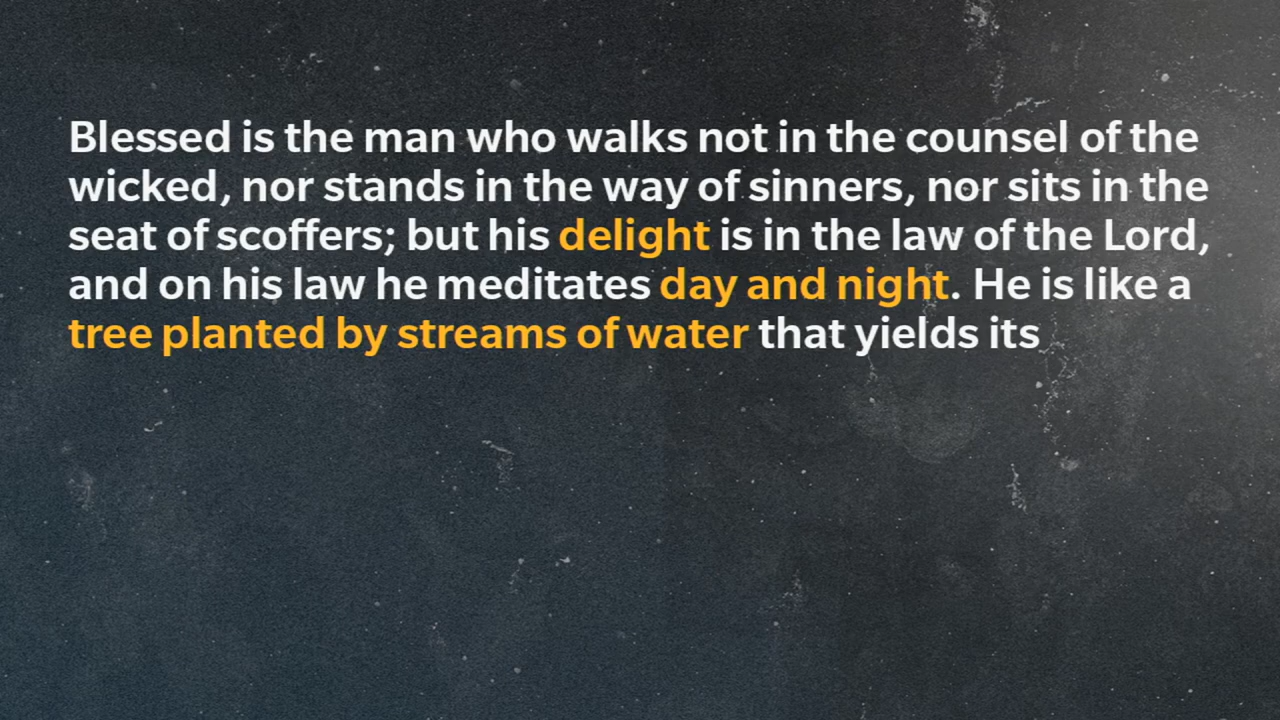 Blessed is the man who walks not in the counsel of the
wicked, nor stands in the way of sinners, nor sits in the
seat of scoffers; but his delight is in the law of the Lord,
and on his law he meditates day and night. He is like a
tree planted by streams of water that yields its